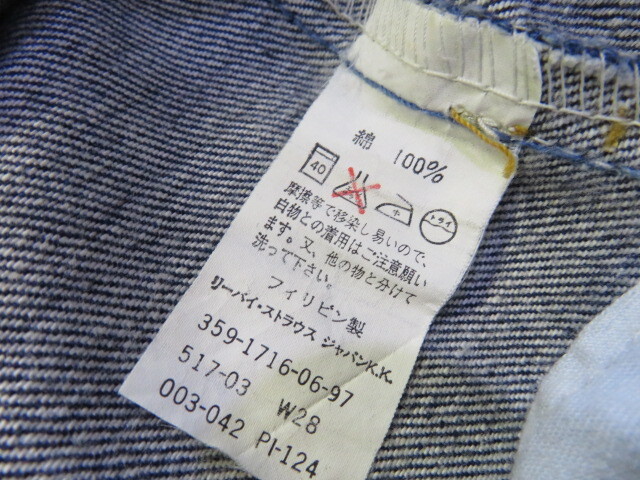 綿 100%
40
ドライ
摩擦等で移染し易いので、
白物との着用はご注意願い
ます。又、他の物と分けて
洗って下さい。
フィリピン製
リーバイ・ストラウス ジャパンK.K.
359-1716-06-97
517-03 W28
003-042 PI-124